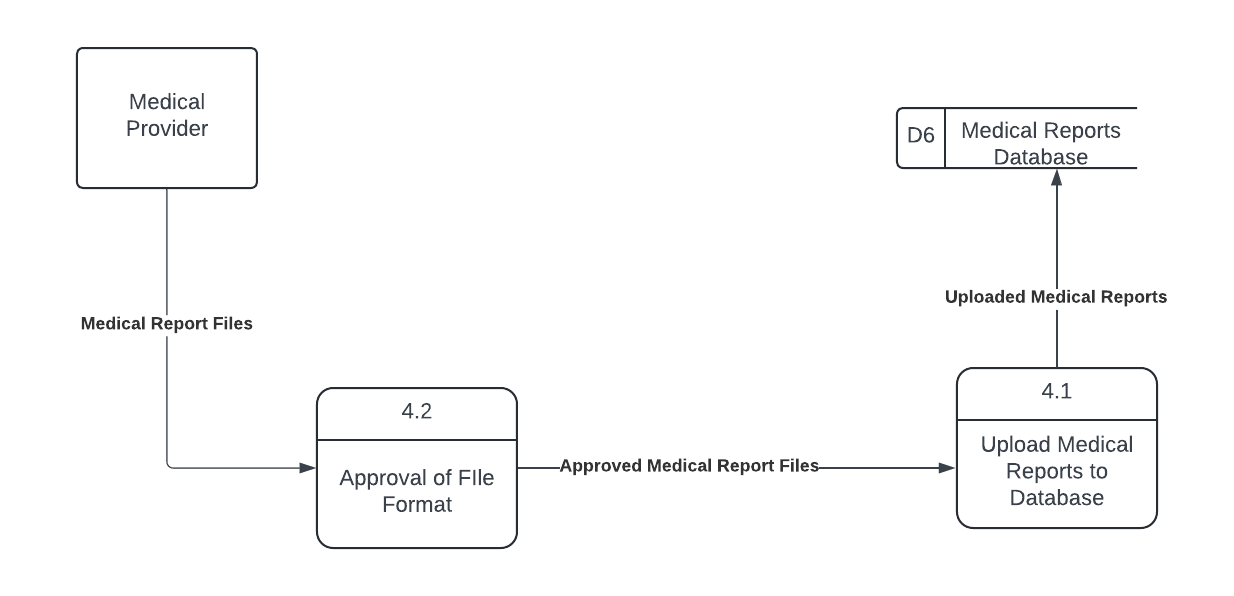 Medical
Provider
D6
Medical Reports
Database
Uploaded Medical Reports
Medical Report Files
4.2
Approval of FIle
Format
Approved Medical Report Files
4.1
Upload Medical
Reports to
Database